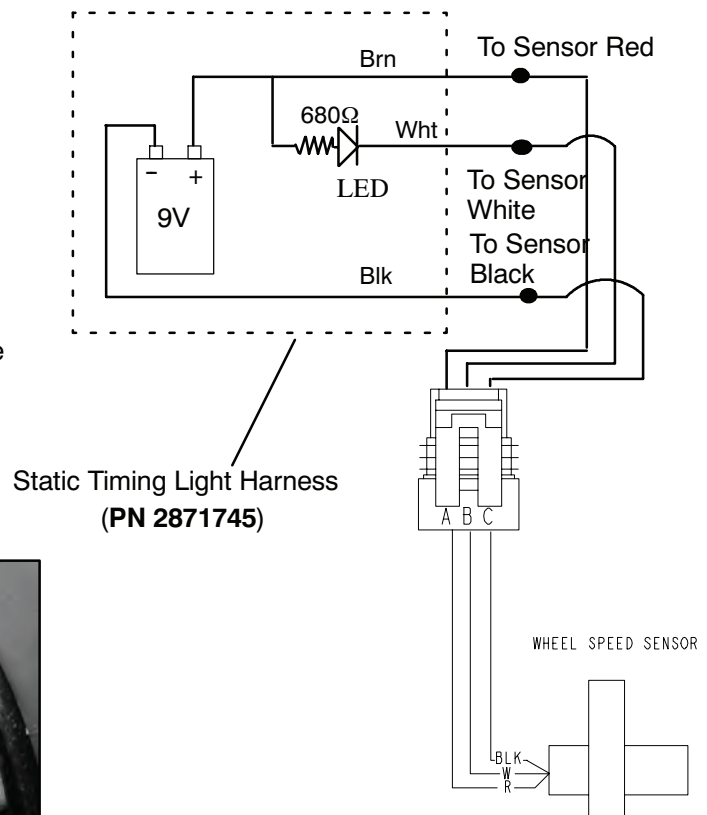 Brn
To Sensor Red
680Ω
Wht
LED
To Sensor
White
- +
9V
To Sensor
Black
Blk
e
Static Timing Light Harness
(PN 2871745)
A B C
WHEEL SPEED SENSOR
BLK
W
R